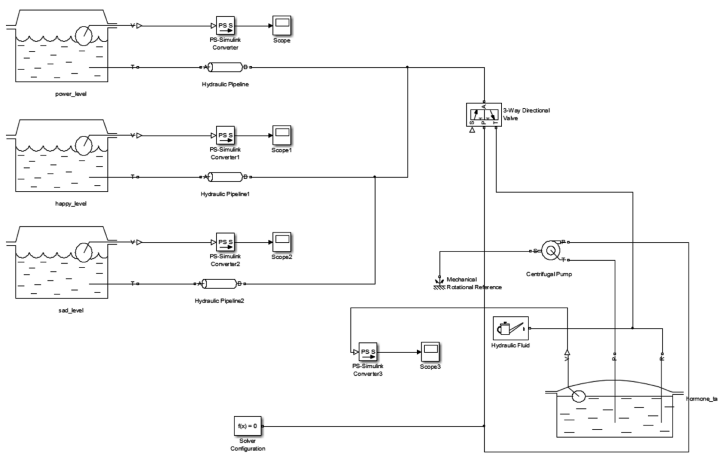 V
PS S
PS-Simulink
Converter
Scope
T
A
B
Hydraulic Pipeline
power_level
A
S
P
T
3-Way Directional
Valve
V
PS S
PS-Simulink
Converter1
Scope1
T
A
B
Hydraulic Pipeline1
happy_level
V
PS S
PS-Simulink
Converter2
Scope2
T
A
B
Hydraulic Pipeline2
sad_level
S
P
T
Centrifugal Pump
Mechanical
Rotational Reference
Hydraulic Fluid
PS S
PS-Simulink
Converter3
Scope3
V
P
R
hormone_ta
f(x) = 0
Solver
Configuration